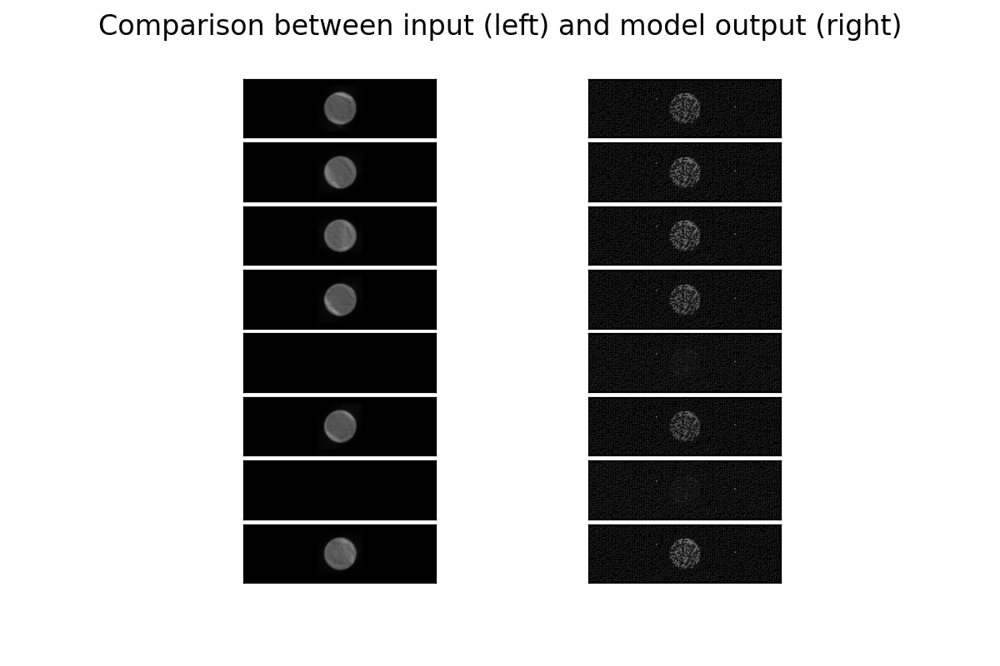 Comparison between input (left) and model output (right)